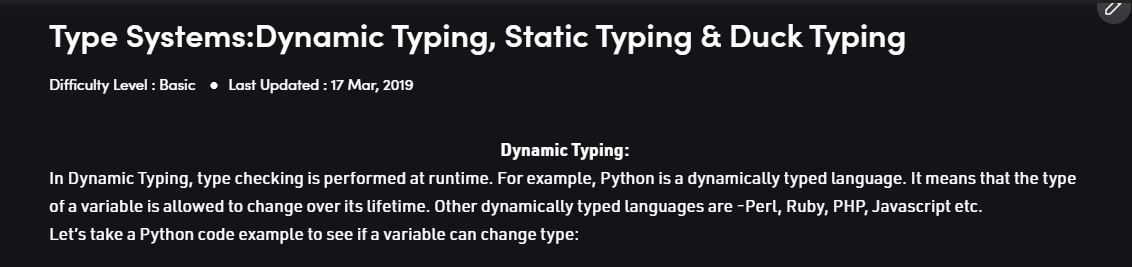 Type Systems:Dynamic Typing, Static Typing & Duck Typing
Difficulty Level : Basic ● Last Updated : 17 Mar, 2019
Dynamic Typing:
In Dynamic Typing, type checking is performed at runtime. For example, Python is a dynamically typed language. It means that the type
of a variable is allowed to change over its lifetime. Other dynamically typed languages are -Perl, Ruby, PHP, Javascript etc.
Let's take a Python code example to see if a variable can change type: